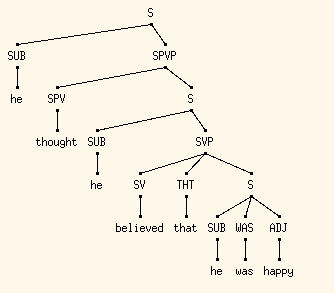 S
SUB SPVP
he SPV S
thought SUB SVP
he SV THT S
believed that SUB WAS ADJ
he was happy